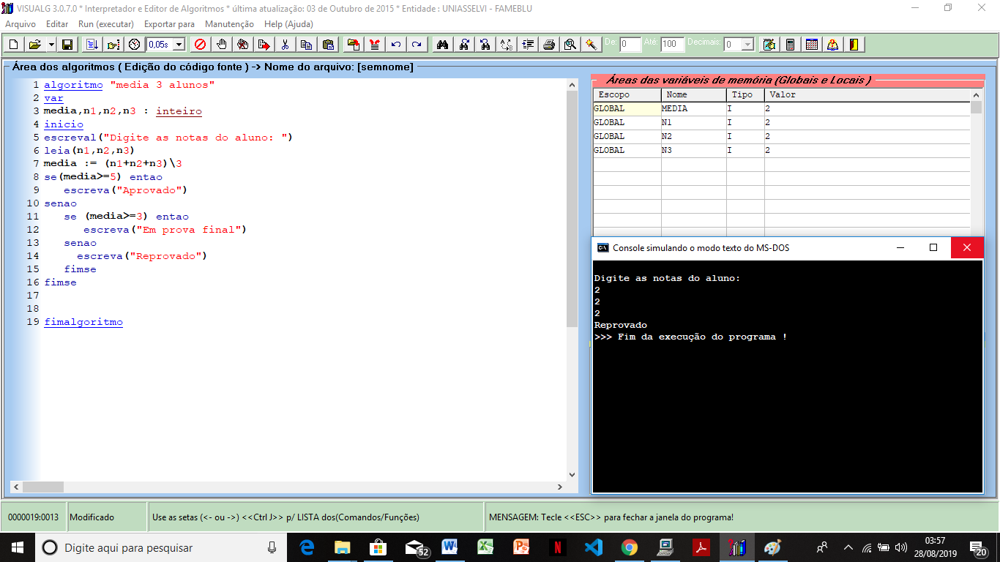 VISUALG 3.0.7.0 * Interpretador e Editor de Algoritmos * última atualização: 03 de Outubro de 2015 * Entidade : UNIASSELVI - FAMEBLU
Arquivo Editar Run (executar) Exportar para Manutenção Help (Ajuda)
0,05s De: 0 Até: 100 Decimais: 0
Área dos algoritmos ( Edição do código fonte ) -> Nome do arquivo: [semnome]
1 algoritmo "media 3 alunos"
2 var
3 media,n1,n2,n3 : inteiro
4 inicio
5 escreval("Digite as notas do aluno: ")
6 leia(n1,n2,n3)
7 media := (n1+n2+n3)\3
8 se(media>=5) entao
9 escreva("Aprovado")
10 senao
11 se (media>=3) entao
12 escreva("Em prova final")
13 senao
14 escreva("Reprovado")
15 fimse
16 fimse
17
18
19 fimalgoritmo
Áreas das variáveis de memória (Globais e Locais )
Escopo Nome Tipo Valor
GLOBAL MEDIA I 2
GLOBAL N1 I 2
GLOBAL N2 I 2
GLOBAL N3 I 2
Console simulando o modo texto do MS-DOS
Digite as notas do aluno:
2
2
2
Reprovado
>>> Fim da execução do programa !
0000019:0013 Modificado Use as setas (<- ou ->) <<Ctrl J>> p/ LISTA dos(Comandos/Funções) MENSAGEM: Tecle <<ESC>> para fechar a janela do programa!
Digite aqui para pesquisar
52
03:57
28/08/2019
20